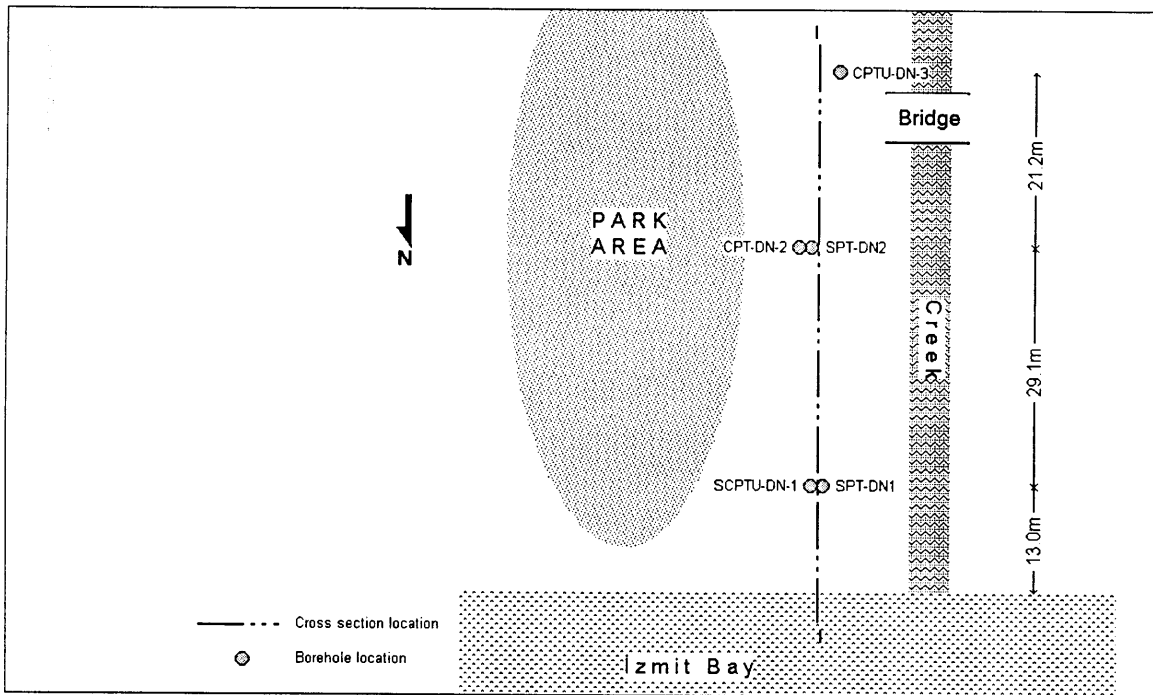 CPTU-DN-3
Bridge
21.2m
PARK
AREA
N
CPT-DN-2
SPT-DN2
Creek
29.1m
SCPTU-DN-1
SPT-DN1
13.0m
Cross section location
Borehole location
Izmit Bay